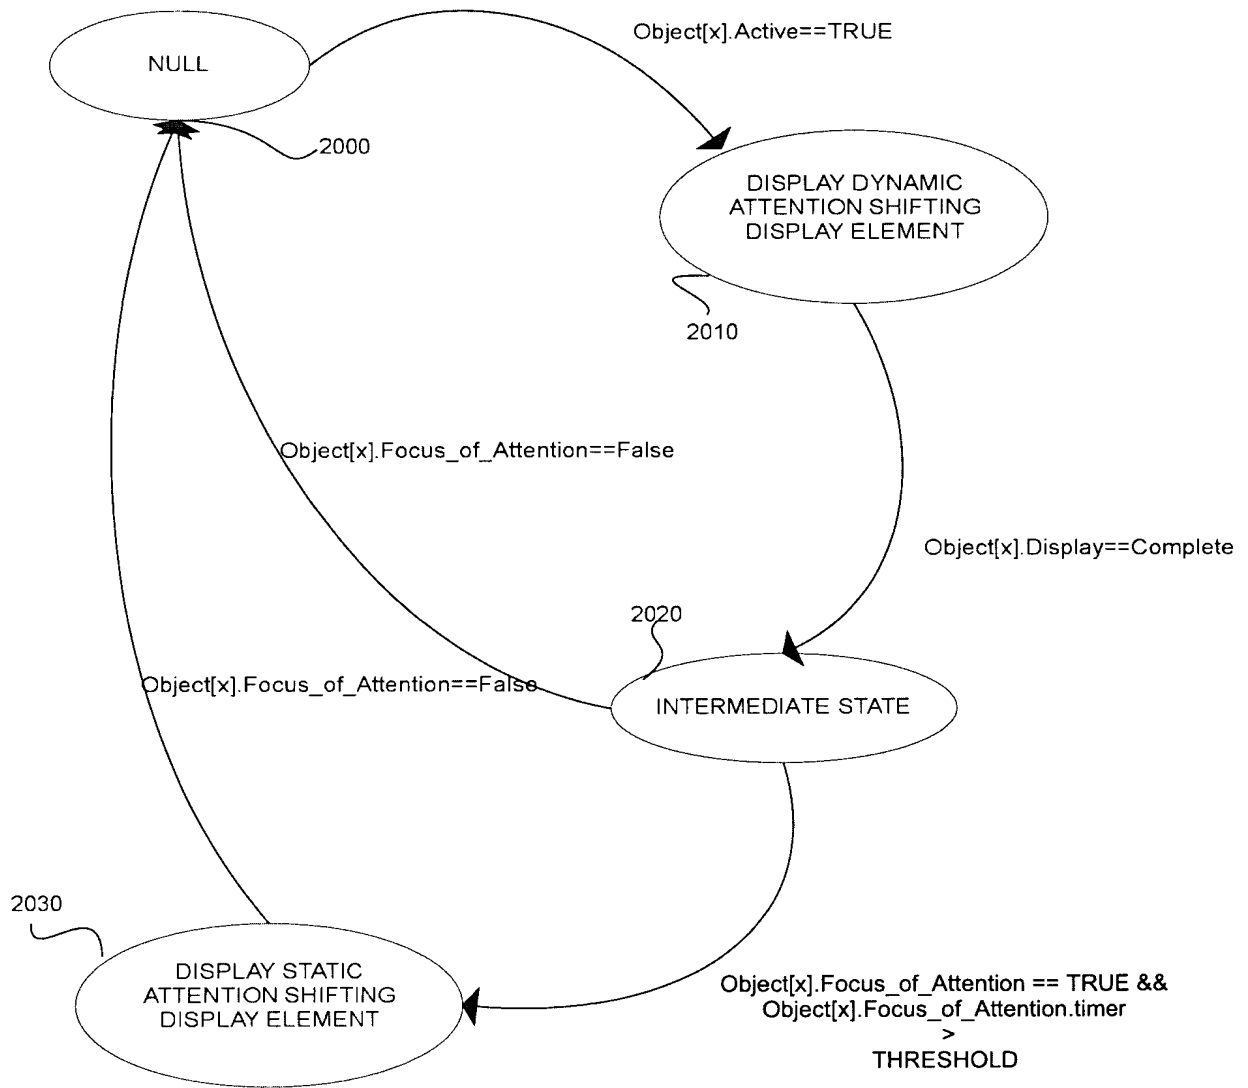 Object[x].Active==TRUE
NULL
2000
DISPLAY DYNAMIC
ATTENTION SHIFTING
DISPLAY ELEMENT
2010
Object[x].Focus_of_Attention==False
Object[x].Display==Complete
2020
Object[x].Focus_of_Attention==False
INTERMEDIATE STATE
2030
DISPLAY STATIC
ATTENTION SHIFTING
DISPLAY ELEMENT
Object[x].Focus_of_Attention == TRUE &&
Object[x].Focus_of_Attention.timer
>
THRESHOLD